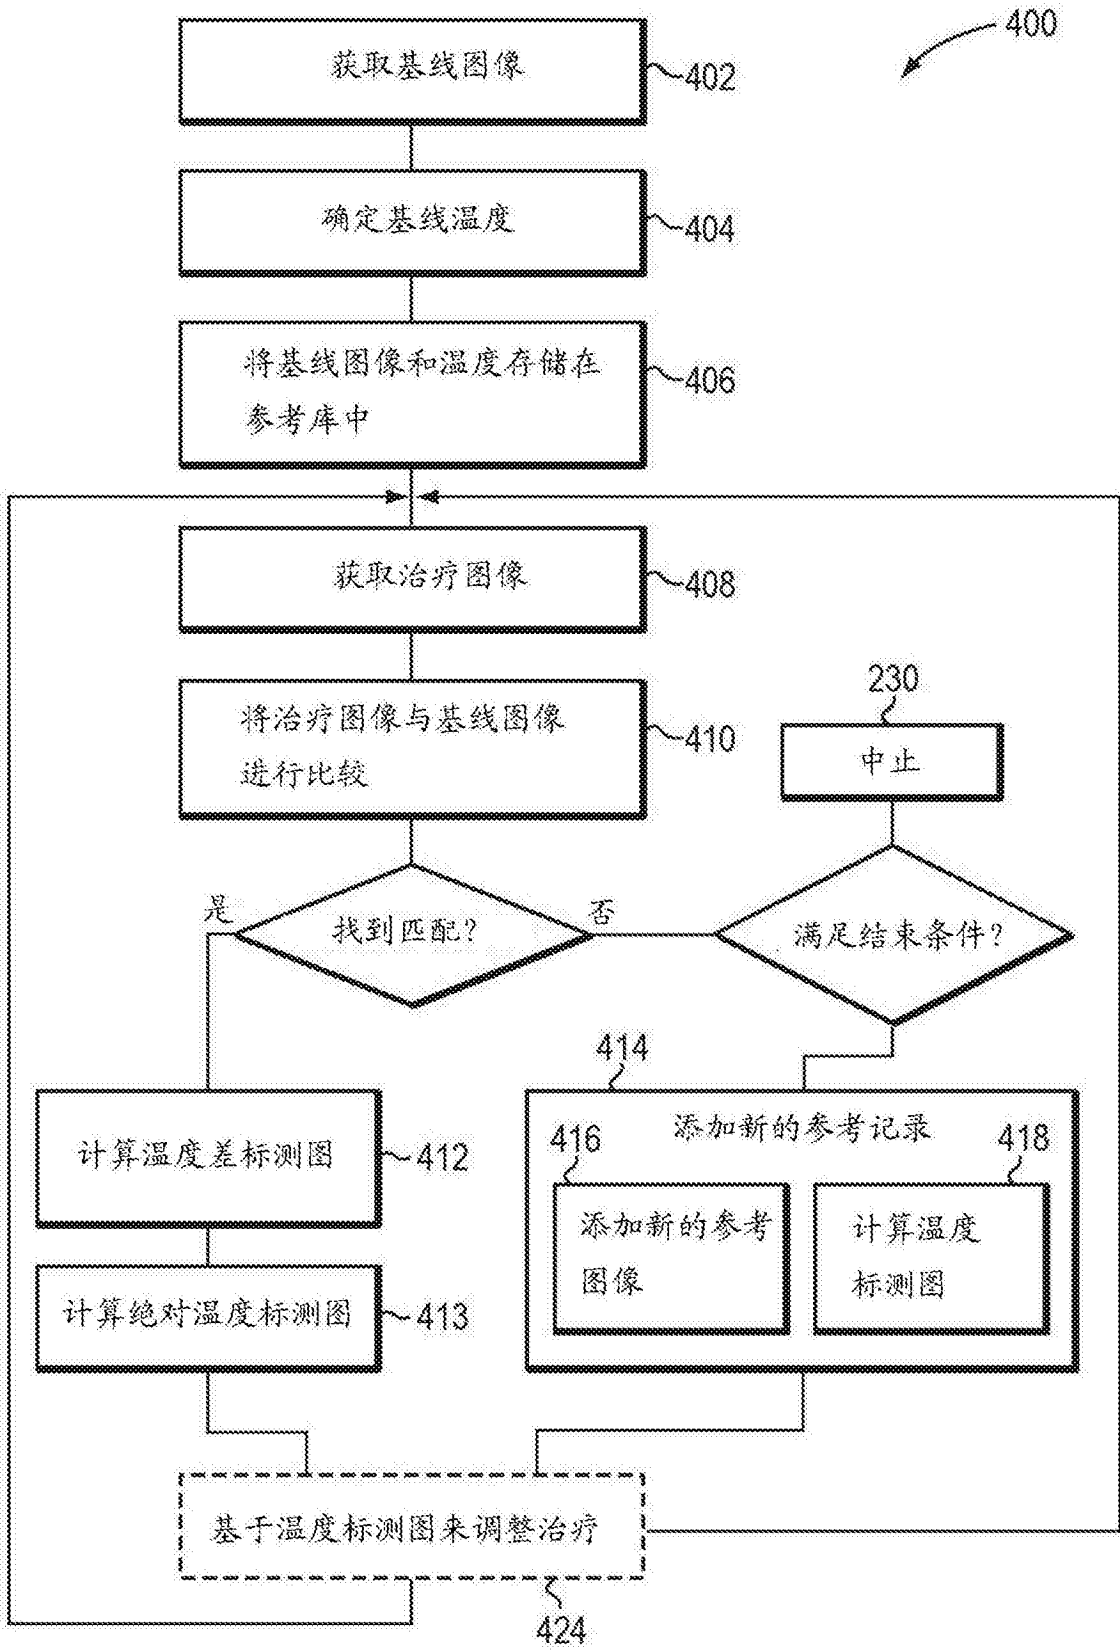 400
获取基线图像
402
确定基线温度
404
将基线图像和温度存储在
参考库中
406
获取治疗图像
408
将治疗图像与基线图像
进行比较
410
230
中止
是
找到匹配?
否
满足结束条件?
414
添加新的参考记录
416
添加新的参考
图像
418
计算温度
标测图
计算温度差标测图
412
计算绝对温度标测图
413
基于温度标测图来调整治疗
424